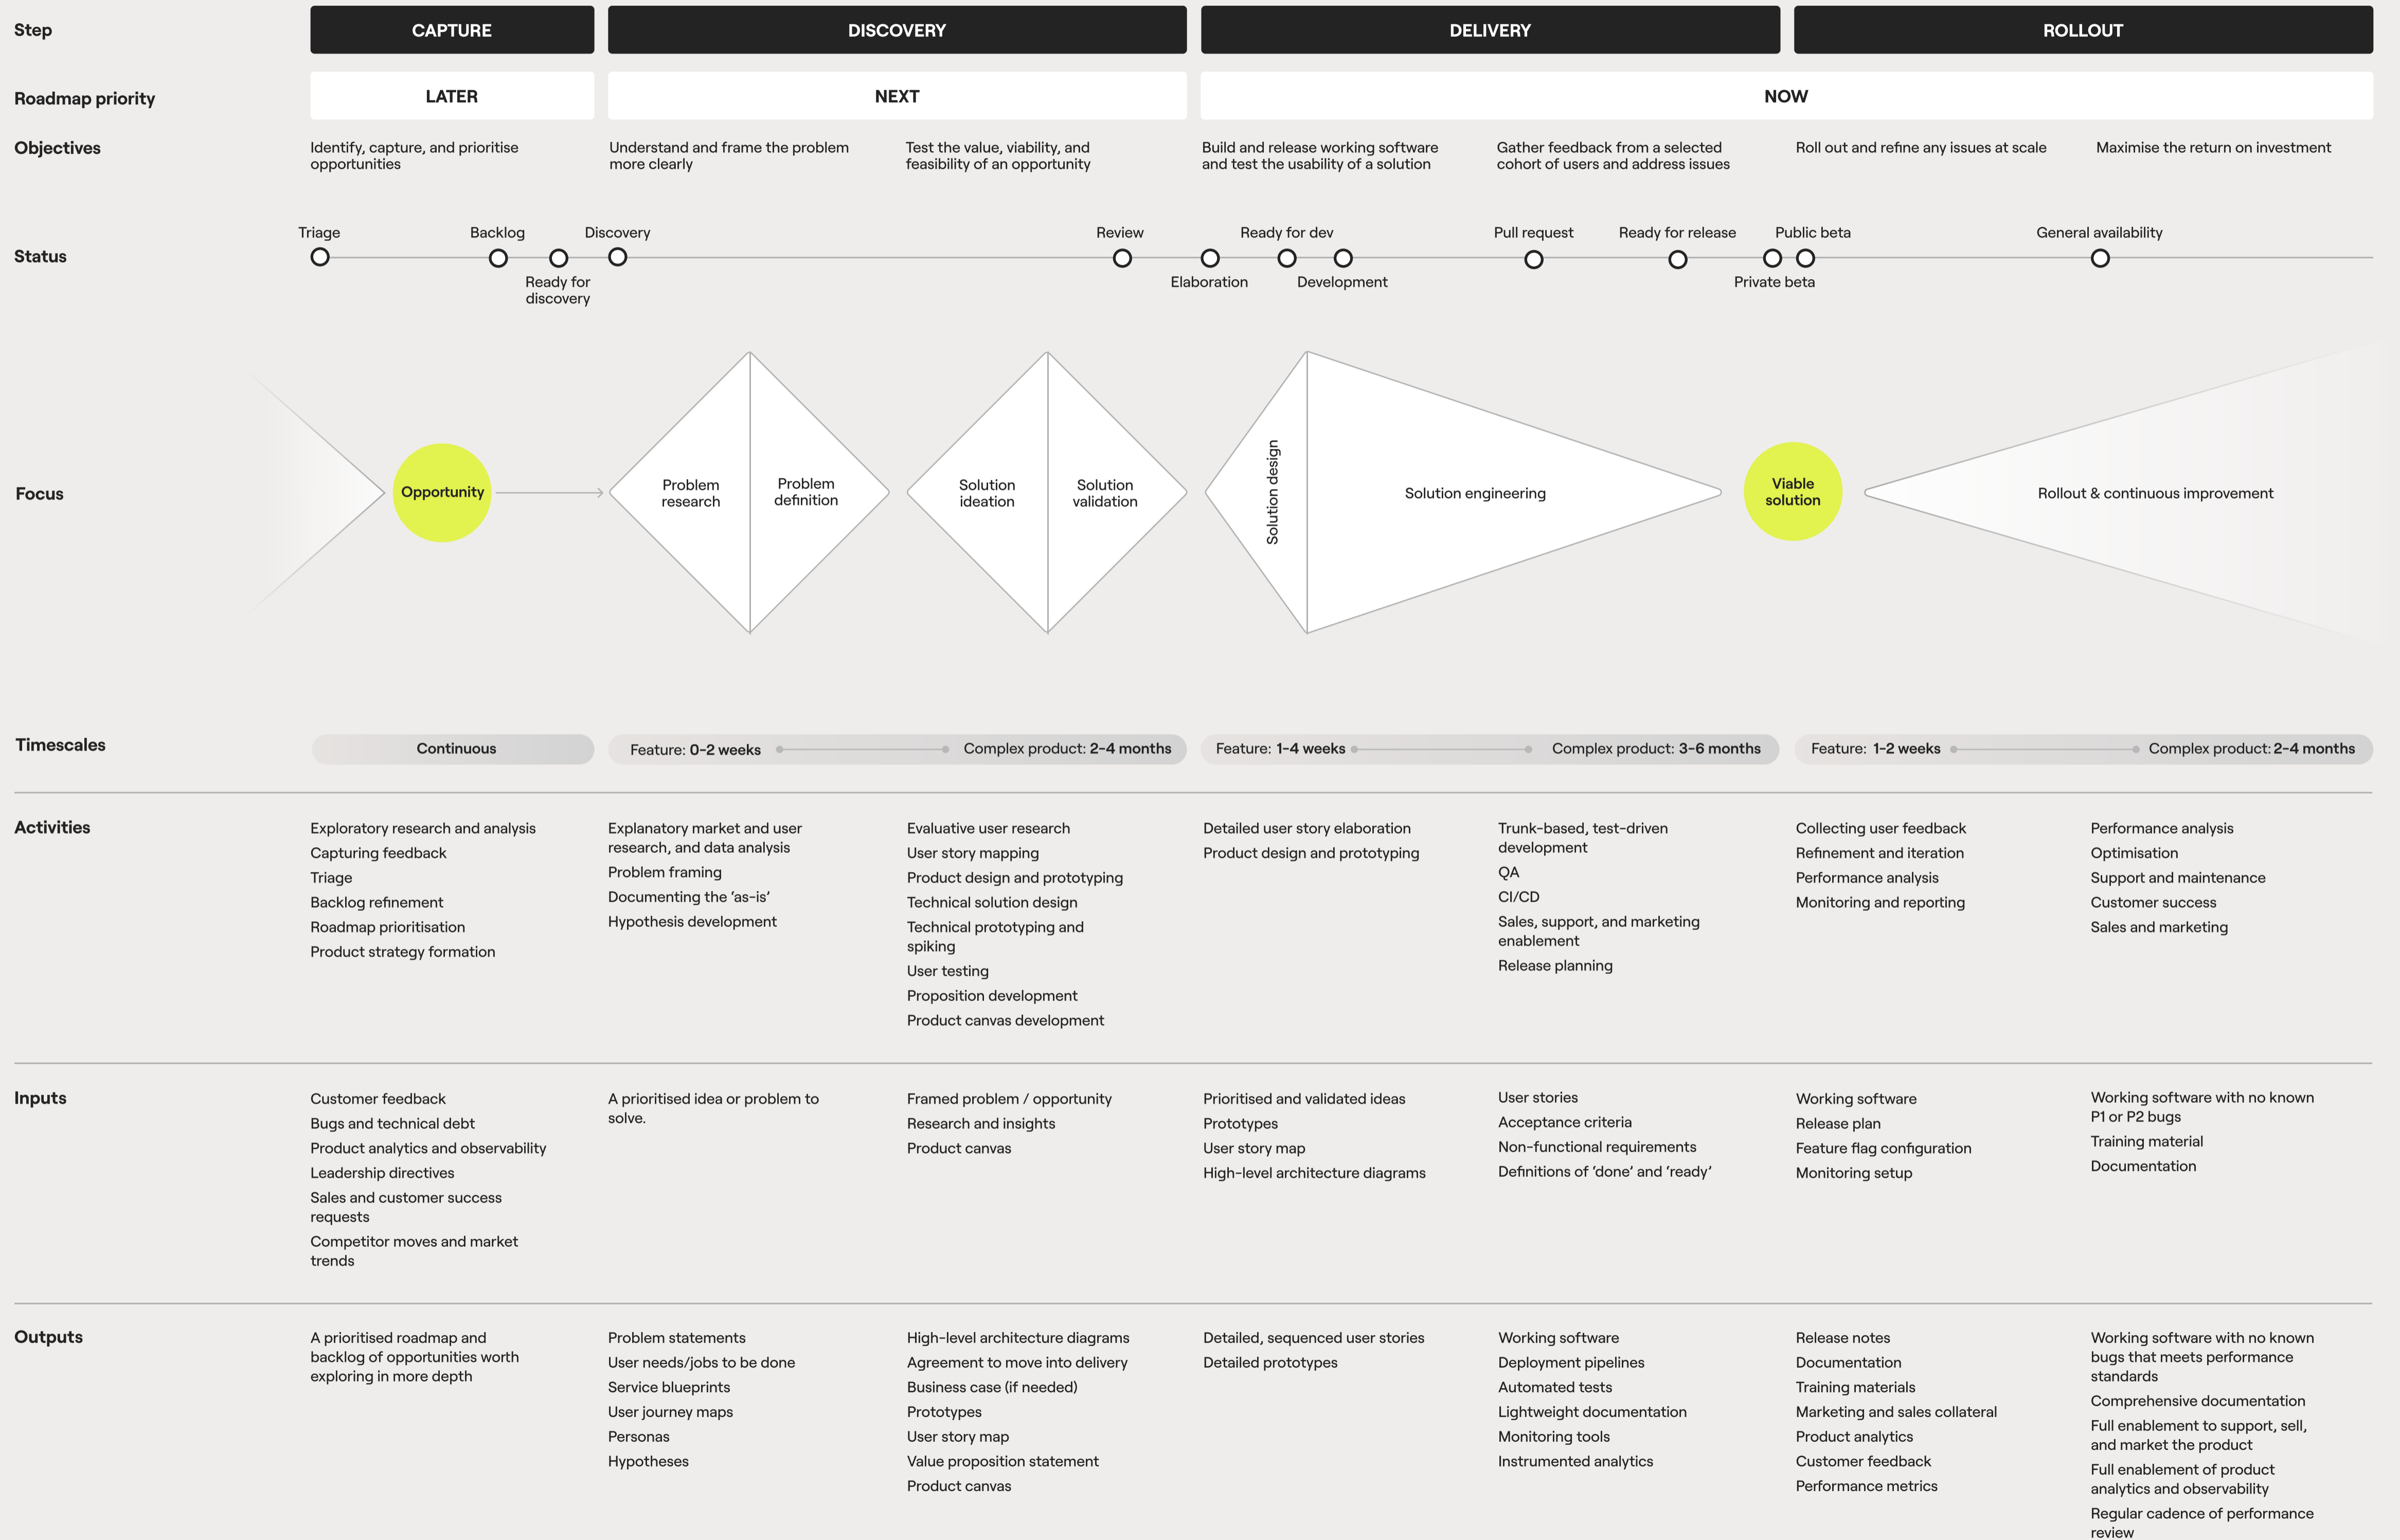 Step
CAPTURE
DISCOVERY
DELIVERY
ROLLOUT
Roadmap priority
LATER
NEXT
NOW
Objectives
Identify, capture, and prioritise
opportunities
Understand and frame the problem
more clearly
Test the value, viability, and
feasibility of an opportunity
Build and release working software
and test the usability of a solution
Gather feedback from a selected
cohort of users and address issues
Roll out and refine any issues at scale
Maximise the return on investment
Status
Triage
Backlog
Ready for
discovery
Discovery
Review
Elaboration
Ready for dev
Development
Pull request
Ready for release
Private beta
Public beta
General availability
Focus
Opportunity
Problem
research
Problem
definition
Solution
ideation
Solution
validation
Solution design
Solution engineering
Viable
solution
Rollout & continuous improvement
Timescales
Continuous
Feature: 0-2 weeks
Complex product: 2-4 months
Feature: 1-4 weeks
Complex product: 3-6 months
Feature: 1-2 weeks
Complex product: 2-4 months
Activities
Exploratory research and analysis
Capturing feedback
Triage
Backlog refinement
Roadmap prioritisation
Product strategy formation
Explanatory market and user
research, and data analysis
Problem framing
Documenting the ‘as-is’
Hypothesis development
Evaluative user research
User story mapping
Product design and prototyping
Technical solution design
Technical prototyping and
spiking
User testing
Proposition development
Product canvas development
Detailed user story elaboration
Product design and prototyping
Trunk-based, test-driven
development
QA
CI/CD
Sales, support, and marketing
enablement
Release planning
Collecting user feedback
Refinement and iteration
Performance analysis
Monitoring and reporting
Performance analysis
Optimisation
Support and maintenance
Customer success
Sales and marketing
Inputs
Customer feedback
Bugs and technical debt
Product analytics and observability
Leadership directives
Sales and customer success
requests
Competitor moves and market
trends
A prioritised idea or problem to
solve.
Framed problem / opportunity
Research and insights
Product canvas
Prioritised and validated ideas
Prototypes
User story map
High-level architecture diagrams
User stories
Acceptance criteria
Non-functional requirements
Definitions of ‘done’ and ‘ready’
Working software
Release plan
Feature flag configuration
Monitoring setup
Working software with no known
P1 or P2 bugs
Training material
Documentation
Outputs
A prioritised roadmap and
backlog of opportunities worth
exploring in more depth
Problem statements
User needs/jobs to be done
Service blueprints
User journey maps
Personas
Hypotheses
High-level architecture diagrams
Agreement to move into delivery
Business case (if needed)
Prototypes
User story map
Value proposition statement
Product canvas
Detailed, sequenced user stories
Detailed prototypes
Working software
Deployment pipelines
Automated tests
Lightweight documentation
Monitoring tools
Instrumented analytics
Release notes
Documentation
Training materials
Marketing and sales collateral
Product analytics
Customer feedback
Performance metrics
Working software with no known
bugs that meets performance
standards
Comprehensive documentation
Full enablement to support, sell,
and market the product
Full enablement of product
analytics and observability
Regular cadence of performance
review